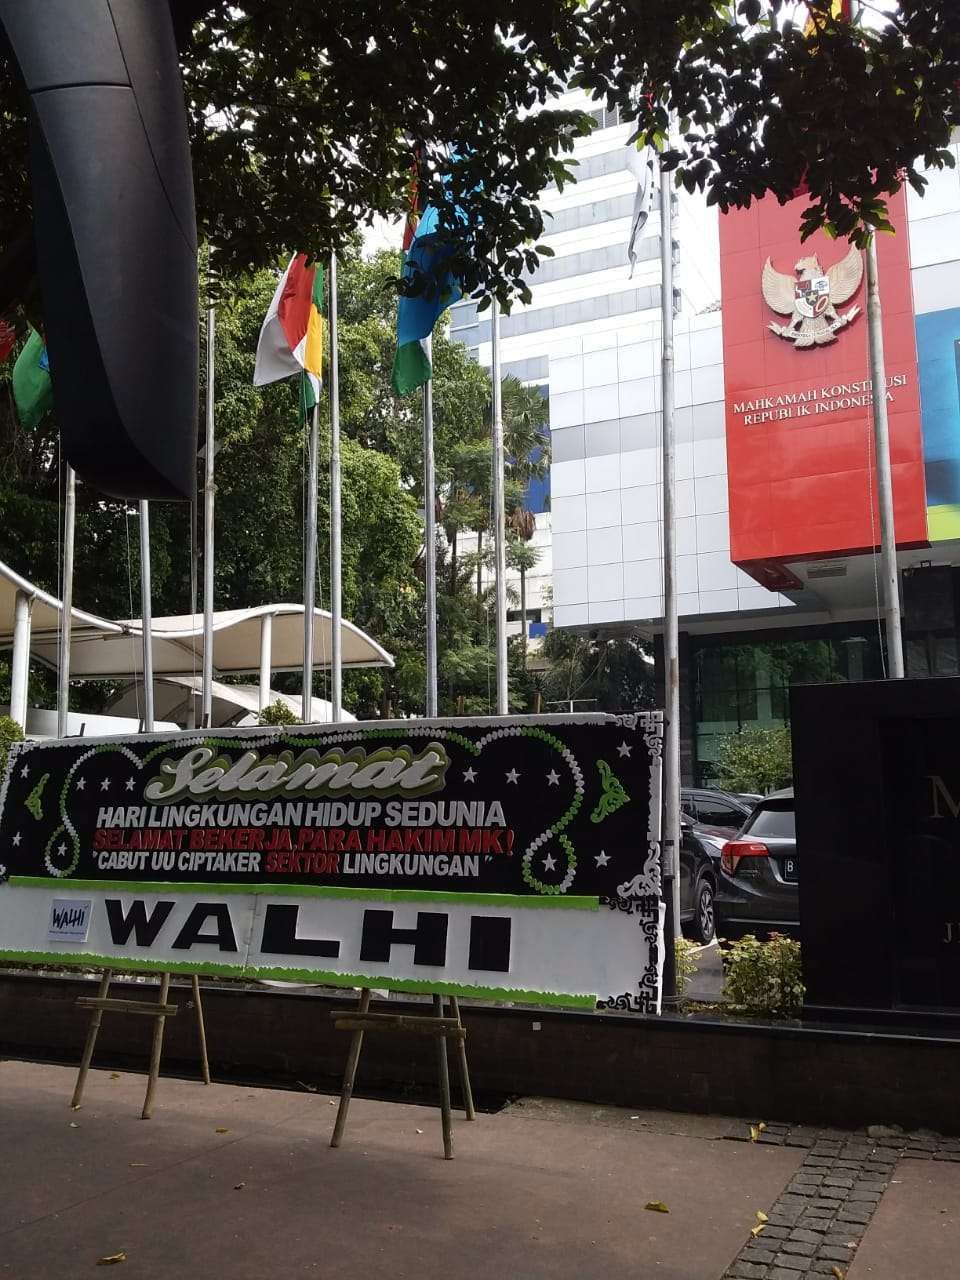 MAHKAMAH KONSTITUSI
REPUBLIK INDONESIA
Selamat
HARI LINGKUNGAN HIDUP SEDUNIA
SELAMAT BEKERJA, PARA HAKIM MK!
"CABUT UU CIPTAKER SEKTOR LINGKUNGAN"
WALHI
WALHI
M
J
B